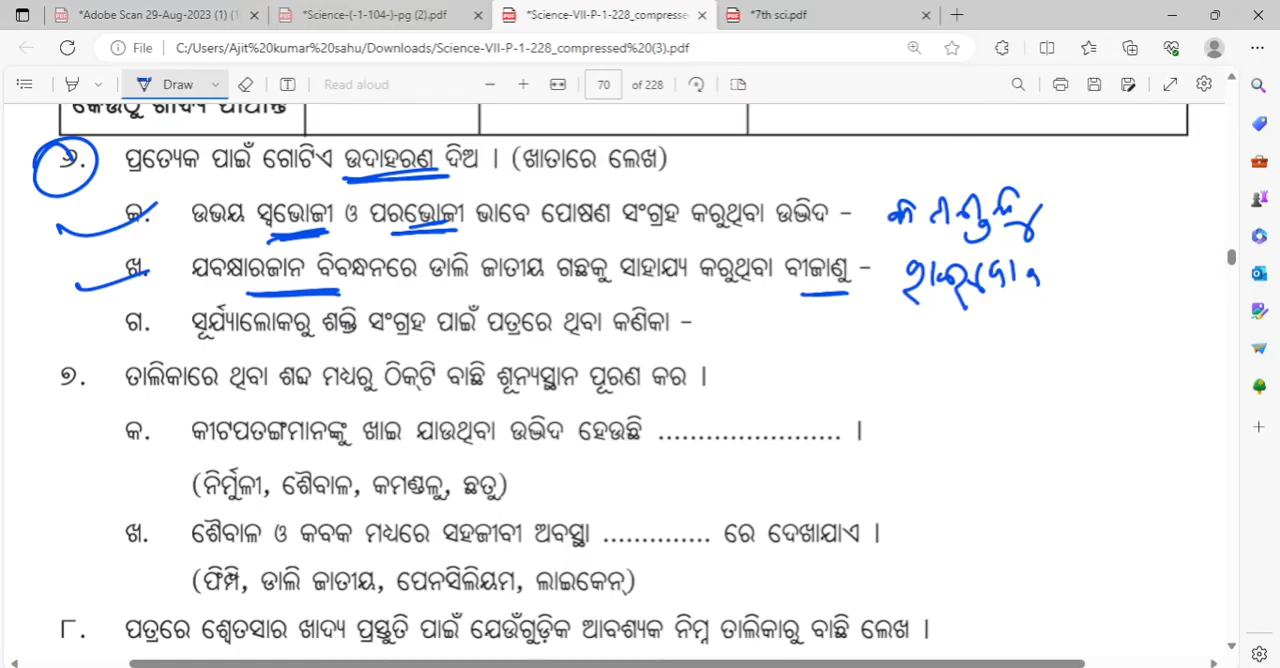 *Adobe Scan 29-Aug-2023 (1) (1 *Science-(-1-104-)-pg (2).pdf *Science-VII-P-1-228_compresse *7th sci.pdf
File C:/Users/Ajit%20kumar%20sahu/Downloads/Science-VII-P-1-228_compressed%20(3).pdf
Draw Read aloud 70 of 228
୬. ପ୍ରତ୍ୟେକ ପାଇଁ ଗୋଟିଏ ଉଦାହରଣ ଦିଅ । (ଖାତାରେ ଲେଖ)
କ. ଉଭୟ ସ୍ଵଭୋଜୀ ଓ ପରଭୋଜୀ ଭାବେ ପୋଷଣ ସଂଗ୍ରହ କରୁଥିବା ଉଦ୍ଭିଦ –
ଖ. ଯବକ୍ଷାରଜାନ ବିବନ୍ଧନରେ ଡାଲି ଜାତୀୟ ଗଛକୁ ସାହାଯ୍ୟ କରୁଥିବା ବୀଜାଣୁ –
ଗ. ସୂର୍ଯ୍ୟାଲୋକରୁ ଶକ୍ତି ସଂଗ୍ରହ ପାଇଁ ପତ୍ରରେ ଥିବା କଣିକା –
୭. ତାଲିକାରେ ଥିବା ଶବ୍ଦ ମଧ୍ୟରୁ ଠିକ୍‌ଟି ବାଛି ଶୂନ୍ୟସ୍ଥାନ ପୂରଣ କର ।
କ. କୀଟପତଙ୍ଗମାନଙ୍କୁ ଖାଇ ଯାଉଥିବା ଉଦ୍ଭିଦ ହେଉଛି ...................... ।
(ନିର୍ମୁଳୀ, ଶୈବାଳ, କମଣ୍ଡଳୁ, ଛତୁ)
ଖ. ଶୈବାଳ ଓ କବକ ମଧ୍ୟରେ ସହଜୀବୀ ଅବସ୍ଥା .............. ରେ ଦେଖାଯାଏ ।
(ଫିମ୍ପି, ଡାଲି ଜାତୀୟ, ପେନସିଲିୟମ, ଲାଇକେନ୍)
୮. ପତ୍ରରେ ଶ୍ଵେତସାର ଖାଦ୍ୟ ପ୍ରସ୍ତୁତି ପାଇଁ ଯେଉଁଗୁଡ଼ିକ ଆବଶ୍ୟକ ନିମ୍ନ ତାଲିକାରୁ ବାଛି ଲେଖ ।